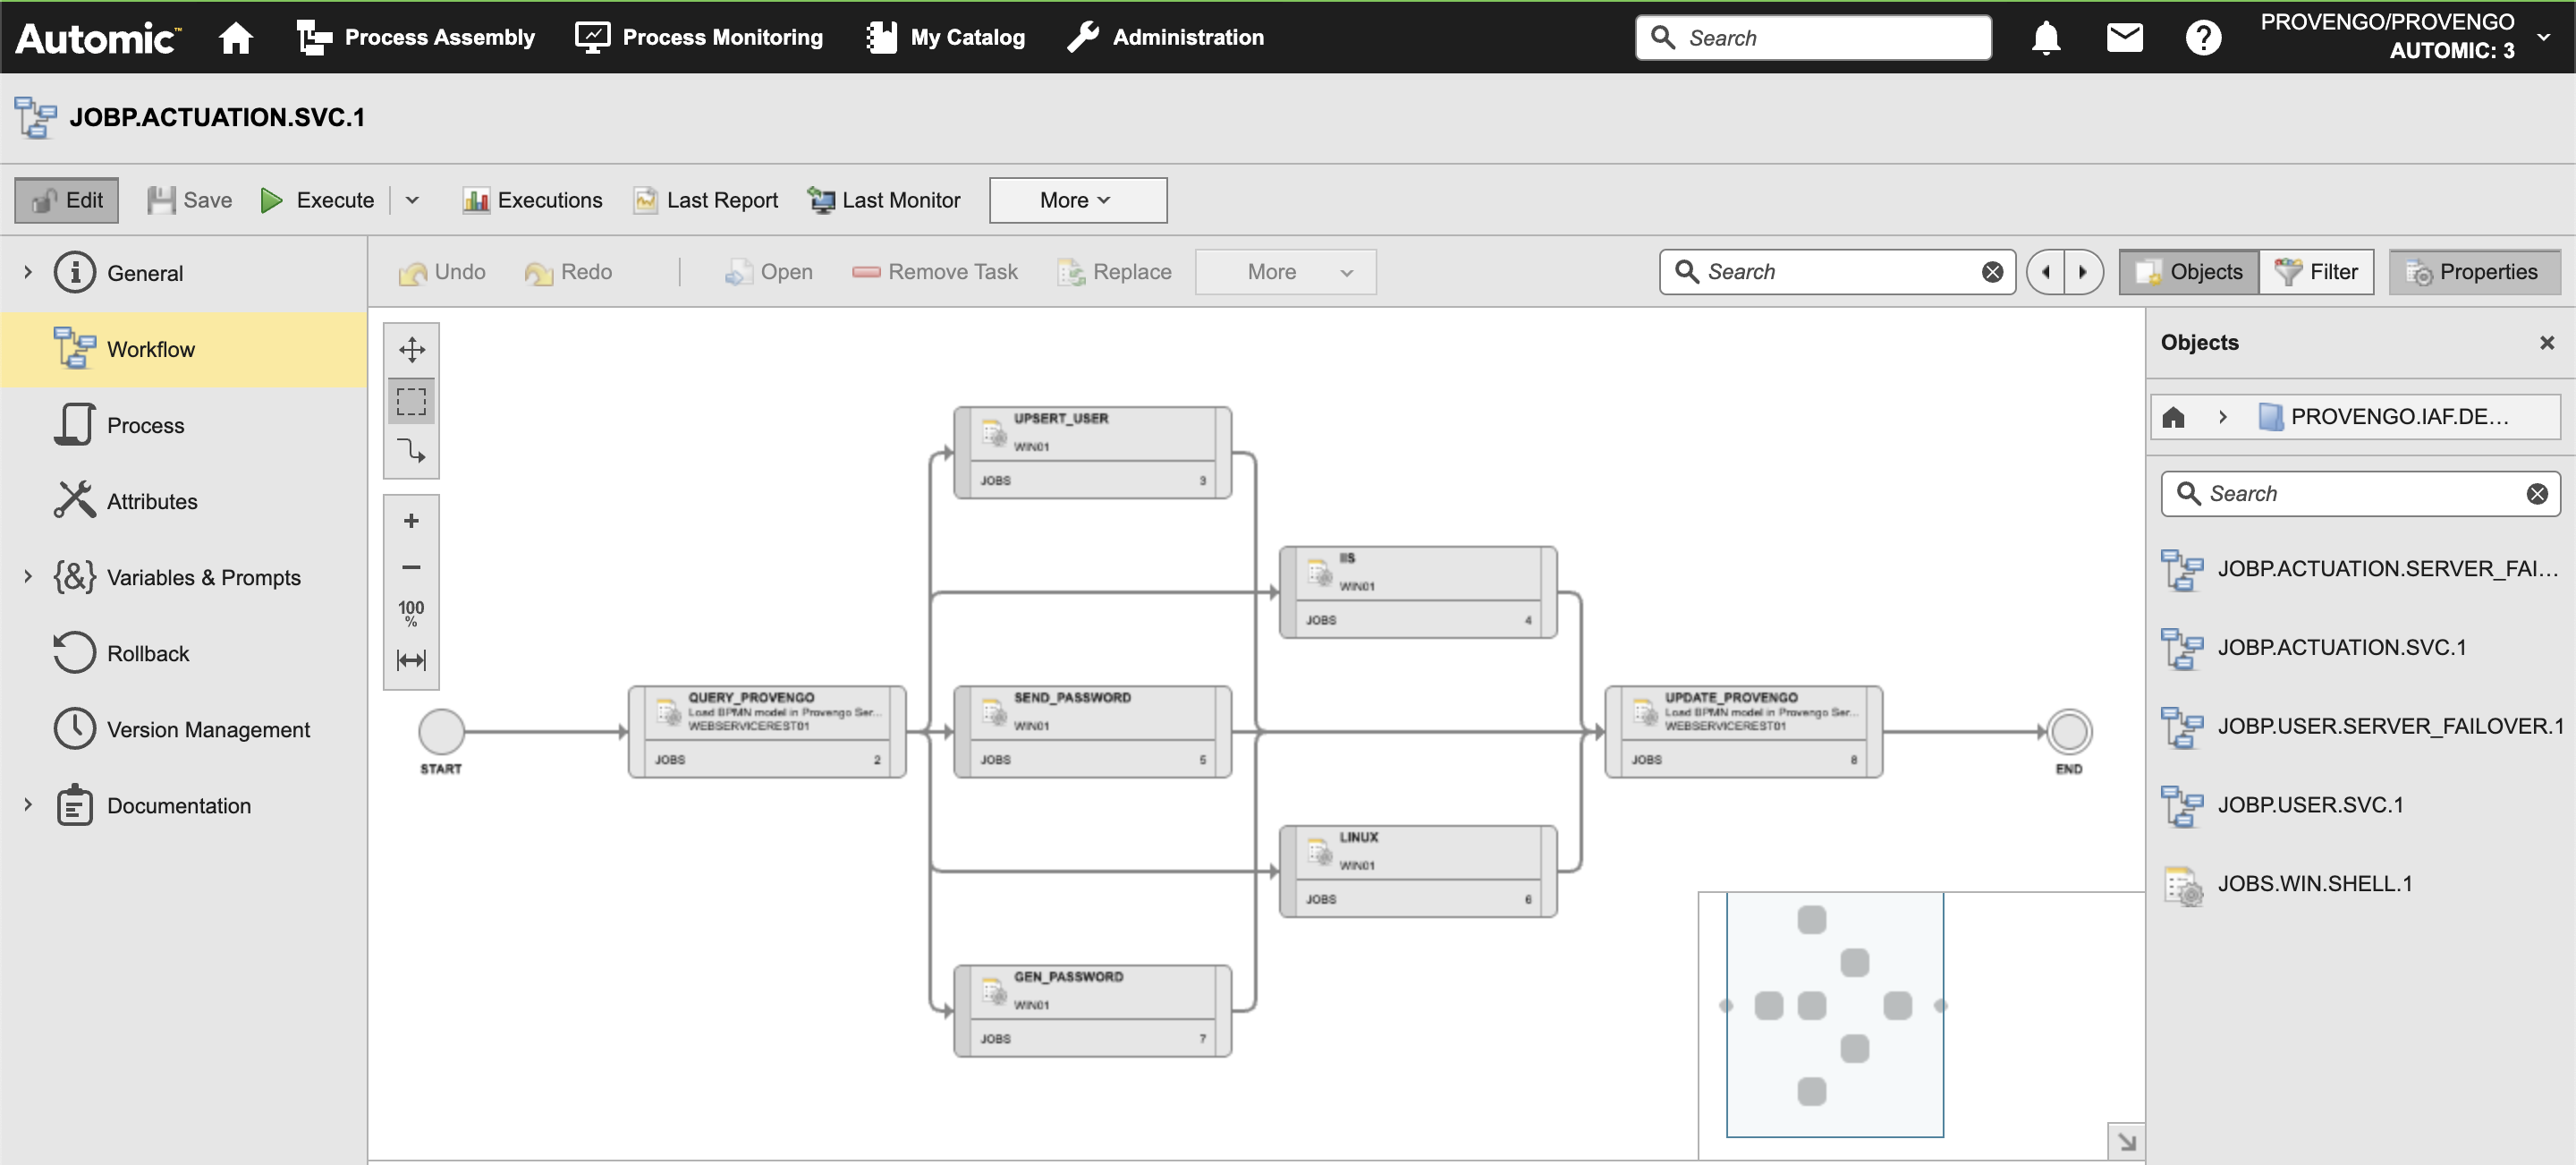 Automic™ Process Assembly Process Monitoring My Catalog Administration Search PROVENGO/PROVENGO
AUTOMIC: 3
JOBP.ACTUATION.SVC.1
Edit Save Execute Executions Last Report Last Monitor More
General
Workflow
Process
Attributes
{&} Variables & Prompts
Rollback
Version Management
Documentation
Undo Redo Open Remove Task Replace More Search Objects Filter Properties
100
%
START
QUERY_PROVENGO
Load BPMN model in Provengo Ser...
WEBSERVICEREST01
JOBS 2
UPSERT_USER
WIN01
JOBS 3
IIS
WIN01
JOBS 4
SEND_PASSWORD
WIN01
JOBS 5
LINUX
WIN01
JOBS 6
GEN_PASSWORD
WIN01
JOBS 7
UPDATE_PROVENGO
Load BPMN model in Provengo Ser...
WEBSERVICEREST01
JOBS 8
END
Objects
PROVENGO.IAF.DE...
Search
JOBP.ACTUATION.SERVER_FAI...
JOBP.ACTUATION.SVC.1
JOBP.USER.SERVER_FAILOVER.1
JOBP.USER.SVC.1
JOBS.WIN.SHELL.1